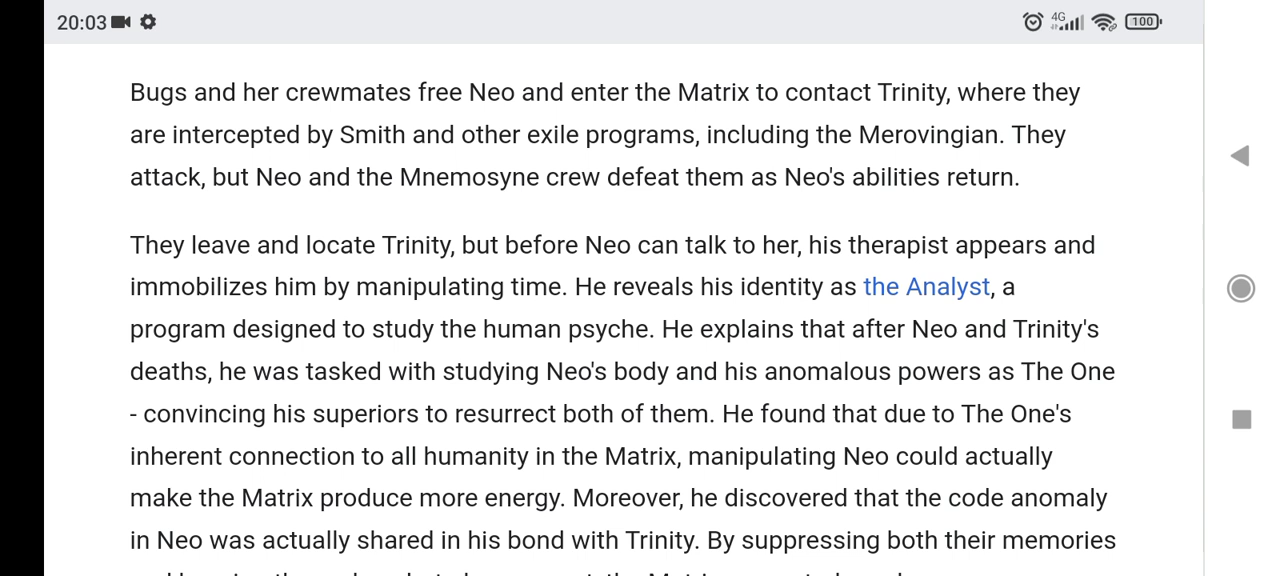 20:03
4G
100
Bugs and her crewmates free Neo and enter the Matrix to contact Trinity, where they
are intercepted by Smith and other exile programs, including the Merovingian. They
attack, but Neo and the Mnemosyne crew defeat them as Neo's abilities return.
They leave and locate Trinity, but before Neo can talk to her, his therapist appears and
immobilizes him by manipulating time. He reveals his identity as the Analyst, a
program designed to study the human psyche. He explains that after Neo and Trinity's
deaths, he was tasked with studying Neo's body and his anomalous powers as The One
- convincing his superiors to resurrect both of them. He found that due to The One's
inherent connection to all humanity in the Matrix, manipulating Neo could actually
make the Matrix produce more energy. Moreover, he discovered that the code anomaly
in Neo was actually shared in his bond with Trinity. By suppressing both their memories